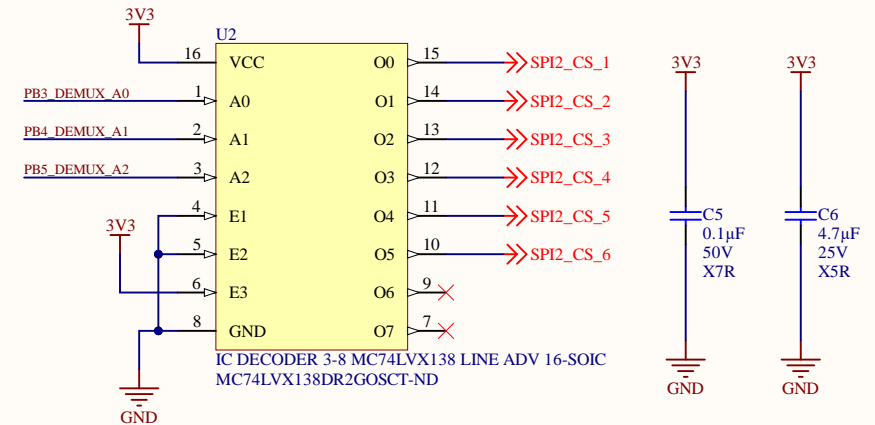 3V3
U2
16 VCC O0 15 SPI2_CS_1
PB3_DEMUX_A0 1 A0 O1 14 SPI2_CS_2
PB4_DEMUX_A1 2 A1 O2 13 SPI2_CS_3
PB5_DEMUX_A2 3 A2 O3 12 SPI2_CS_4
4 E1 O4 11 SPI2_CS_5
3V3
5 E2 O5 10 SPI2_CS_6
6 E3 O6 9
8 GND O7 7
IC DECODER 3-8 MC74LVX138 LINE ADV 16-SOIC
MC74LVX138DR2GOSCT-ND
GND
3V3
C5
0.1µF
50V
X7R
GND
3V3
C6
4.7µF
25V
X5R
GND